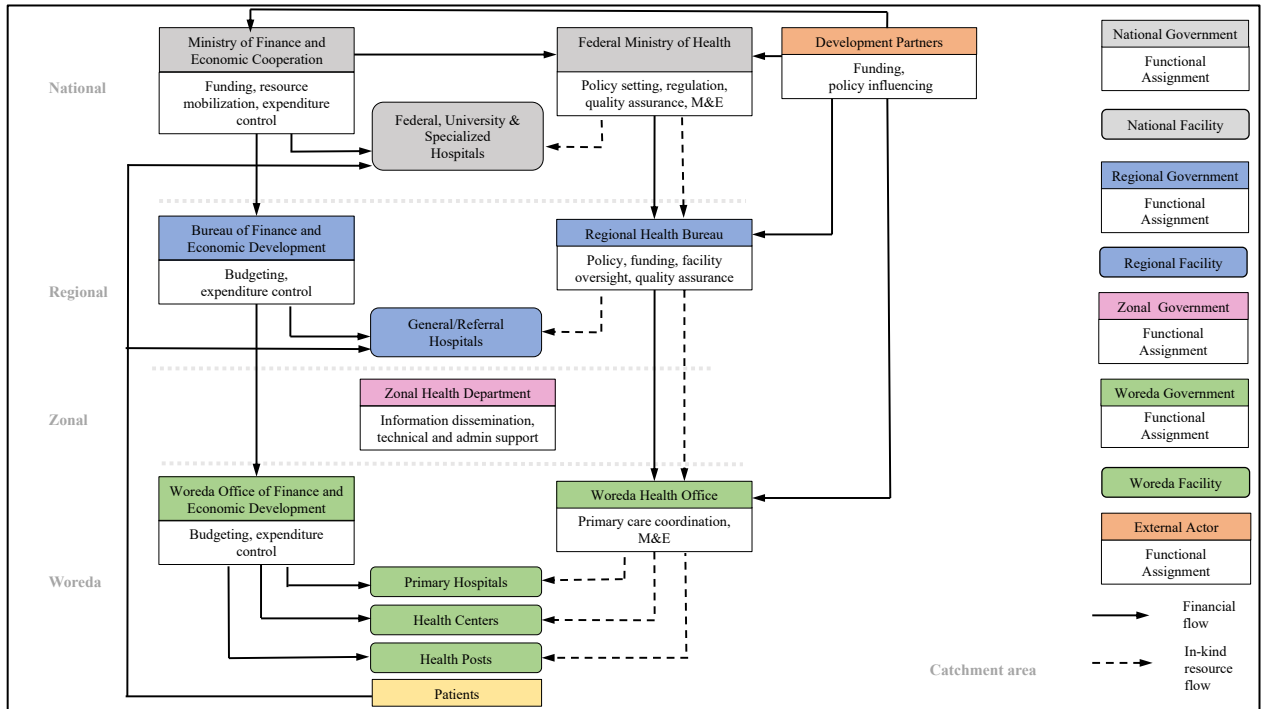 National
Ministry of Finance and
Economic Cooperation
Funding, resource
mobilization, expenditure
control
Federal Ministry of Health
Policy setting, regulation,
quality assurance, M&E
Development Partners
Funding,
policy influencing
Federal, University &
Specialized
Hospitals
Regional
Bureau of Finance and
Economic Development
Budgeting,
expenditure control
Regional Health Bureau
Policy, funding, facility
oversight, quality assurance
General/Referral
Hospitals
Zonal
Zonal Health Department
Information dissemination,
technical and admin support
Woreda
Woreda Office of Finance and
Economic Development
Budgeting, expenditure
control
Woreda Health Office
Primary care coordination,
M&E
Primary Hospitals
Health Centers
Health Posts
Patients
Catchment area
National Government
Functional
Assignment
National Facility
Regional Government
Functional
Assignment
Regional Facility
Zonal Government
Functional
Assignment
Woreda Government
Functional
Assignment
Woreda Facility
External Actor
Functional
Assignment
Financial
flow
In-kind
resource
flow